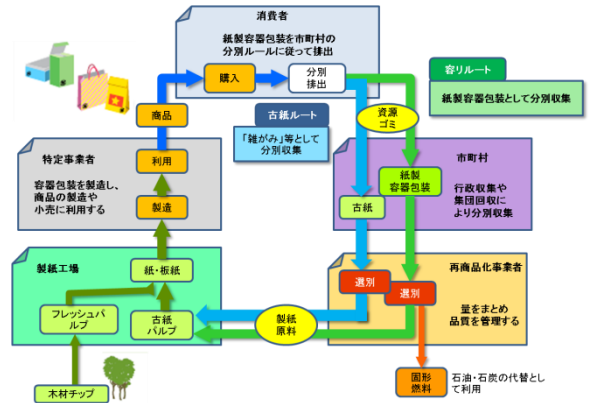 消費者
紙製容器包装を市町村の
分別ルールに従って排出
購入
分別
排出
容リルート
紙製容器包装として分別収集
商品
古紙ルート
「雑がみ」等として
分別収集
資源
ゴミ
特定事業者
利用
容器包装を製造し、
商品の製造や
小売に利用する
製造
市町村
紙製
容器包装
行政収集や
集団回収に
より分別収集
古紙
製紙工場
紙・板紙
フレッシュパ
ルプ
古紙
パルプ
製紙
原料
再商品化事業者
選別
選別
量をまとめ
品質を管理する
木材チップ
固形
燃料
石油・石炭の代替とし
て利用